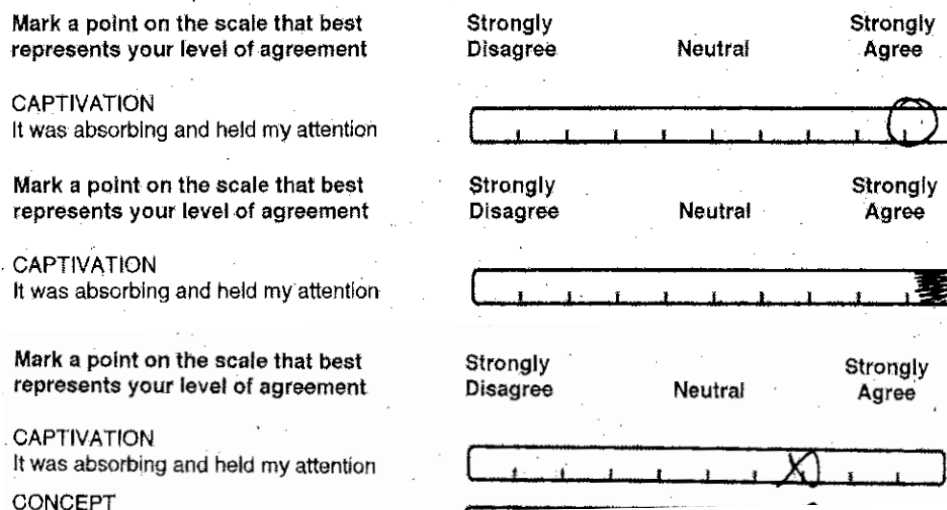 Mark a point on the scale that best
represents your level of agreement
Strongly
Disagree
Neutral
Strongly
Agree
CAPTIVATION
It was absorbing and held my attention
Mark a point on the scale that best
represents your level of agreement
Strongly
Disagree
Neutral
Strongly
Agree
CAPTIVATION
It was absorbing and held my attention
Mark a point on the scale that best
represents your level of agreement
Strongly
Disagree
Neutral
Strongly
Agree
CAPTIVATION
It was absorbing and held my attention
CONCEPT